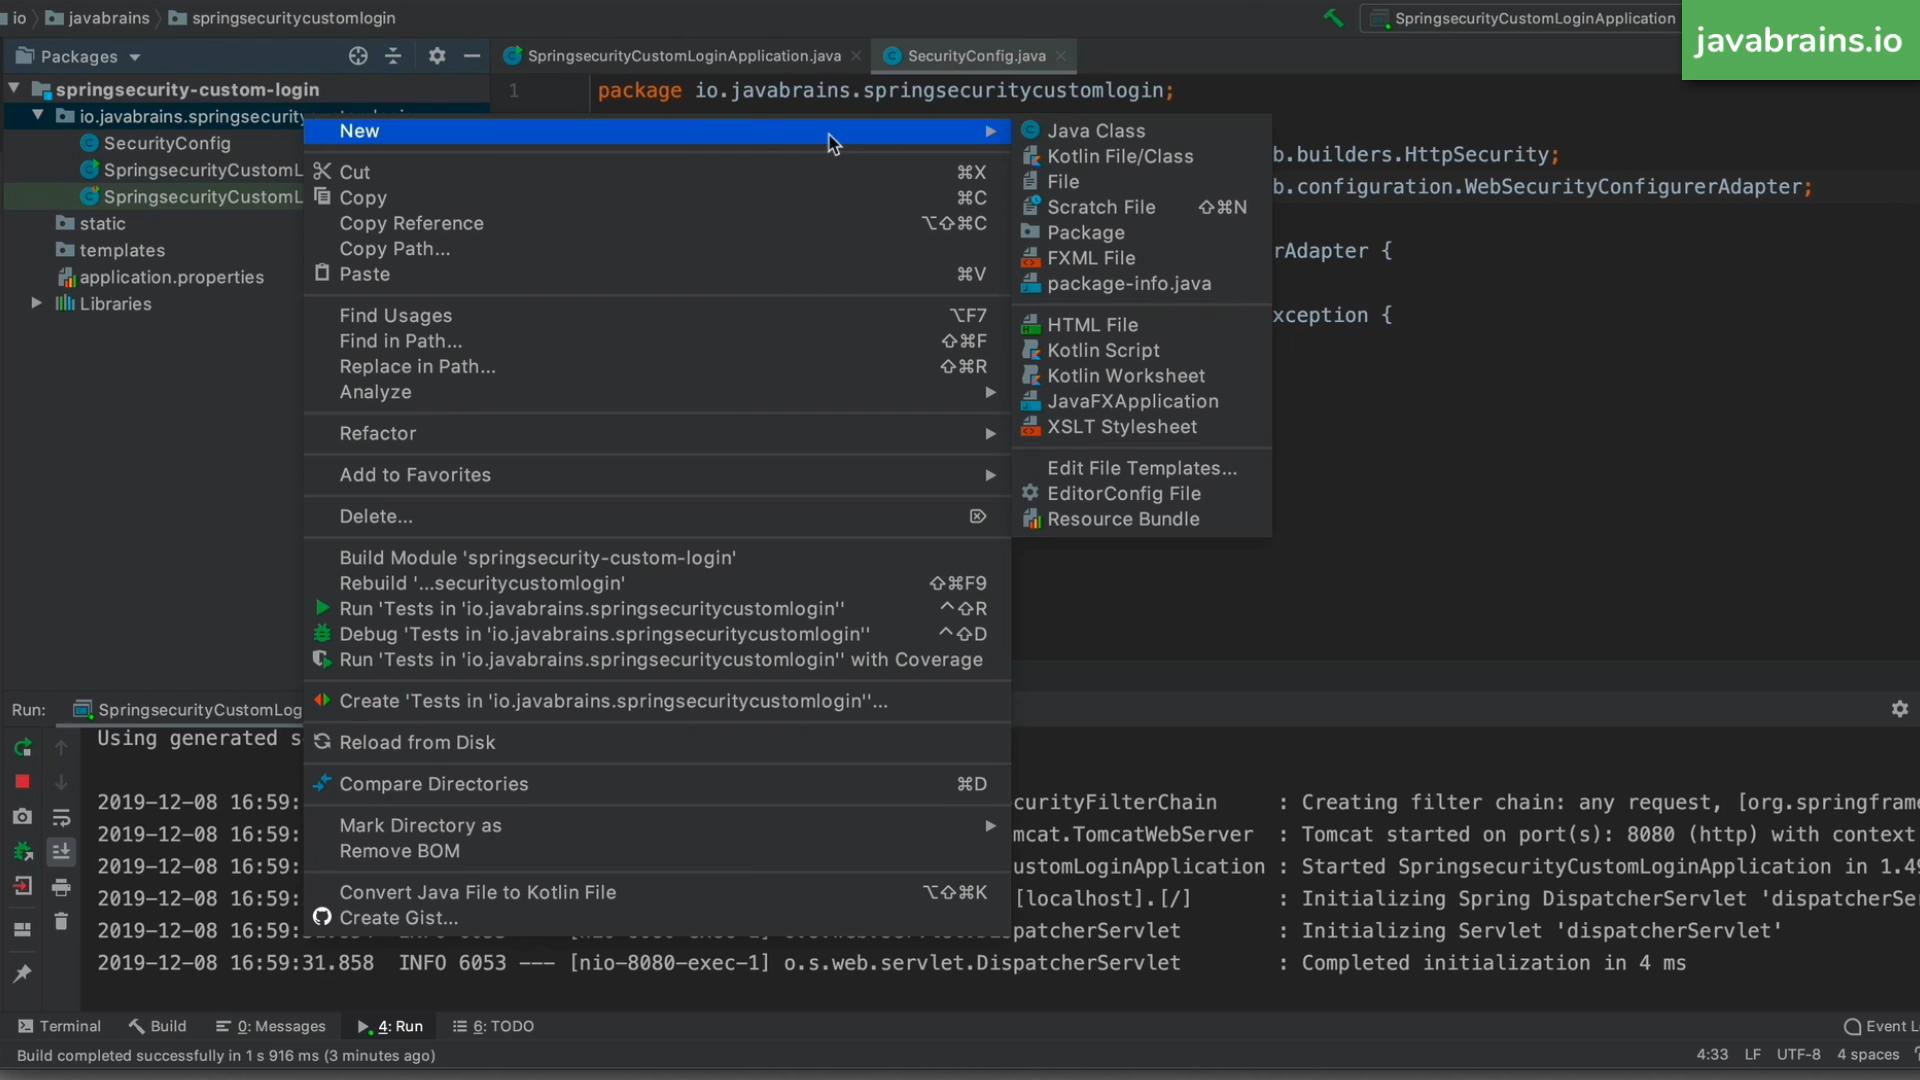 io javabrains springsecuritycustomlogin
SpringsecurityCustomLoginApplication
javabrains.io
Packages
SpringsecurityCustomLoginApplication.java
SecurityConfig.java
springsecurity-custom-login
io.javabrains.springsecurity
SecurityConfig
SpringsecurityCustomL
SpringsecurityCustomL
static
templates
application.properties
Libraries
1 package io.javabrains.springsecuritycustomlogin;
b.builders.HttpSecurity;
b.configuration.WebSecurityConfigurerAdapter;
rAdapter {
xception {
New
Cut ⌘X
Copy ⌘C
Copy Reference ⌥⇧⌘C
Copy Path...
Paste ⌘V
Find Usages ⌥F7
Find in Path... ⇧⌘F
Replace in Path... ⇧⌘R
Analyze
Refactor
Add to Favorites
Delete... ⌦
Build Module 'springsecurity-custom-login'
Rebuild '...securitycustomlogin' ⇧⌘F9
Run 'Tests in 'io.javabrains.springsecuritycustomlogin'' ^⇧R
Debug 'Tests in 'io.javabrains.springsecuritycustomlogin'' ^⇧D
Run 'Tests in 'io.javabrains.springsecuritycustomlogin'' with Coverage
Create 'Tests in 'io.javabrains.springsecuritycustomlogin''...
Reload from Disk
Compare Directories ⌘D
Mark Directory as
Remove BOM
Convert Java File to Kotlin File ⌥⇧⌘K
Create Gist...
Java Class
Kotlin File/Class
File
Scratch File ⇧⌘N
Package
FXML File
package-info.java
HTML File
Kotlin Script
Kotlin Worksheet
JavaFXApplication
XSLT Stylesheet
Edit File Templates...
EditorConfig File
Resource Bundle
Run: SpringsecurityCustomLog
Using generated s
2019-12-08 16:59: curityFilterChain : Creating filter chain: any request, [org.springframe
2019-12-08 16:59: mcat.TomcatWebServer : Tomcat started on port(s): 8080 (http) with context
2019-12-08 16:59: ustomLoginApplication : Started SpringsecurityCustomLoginApplication in 1.49
2019-12-08 16:59: [localhost].[/] : Initializing Spring DispatcherServlet 'dispatcherSe
2019-12-08 16:59: patcherServlet : Initializing Servlet 'dispatcherServlet'
2019-12-08 16:59:31.858 INFO 6053 --- [nio-8080-exec-1] o.s.web.servlet.DispatcherServlet : Completed initialization in 4 ms
Terminal Build 0: Messages 4: Run 6: TODO Event L
Build completed successfully in 1 s 916 ms (3 minutes ago) 4:33 LF UTF-8 4 spaces